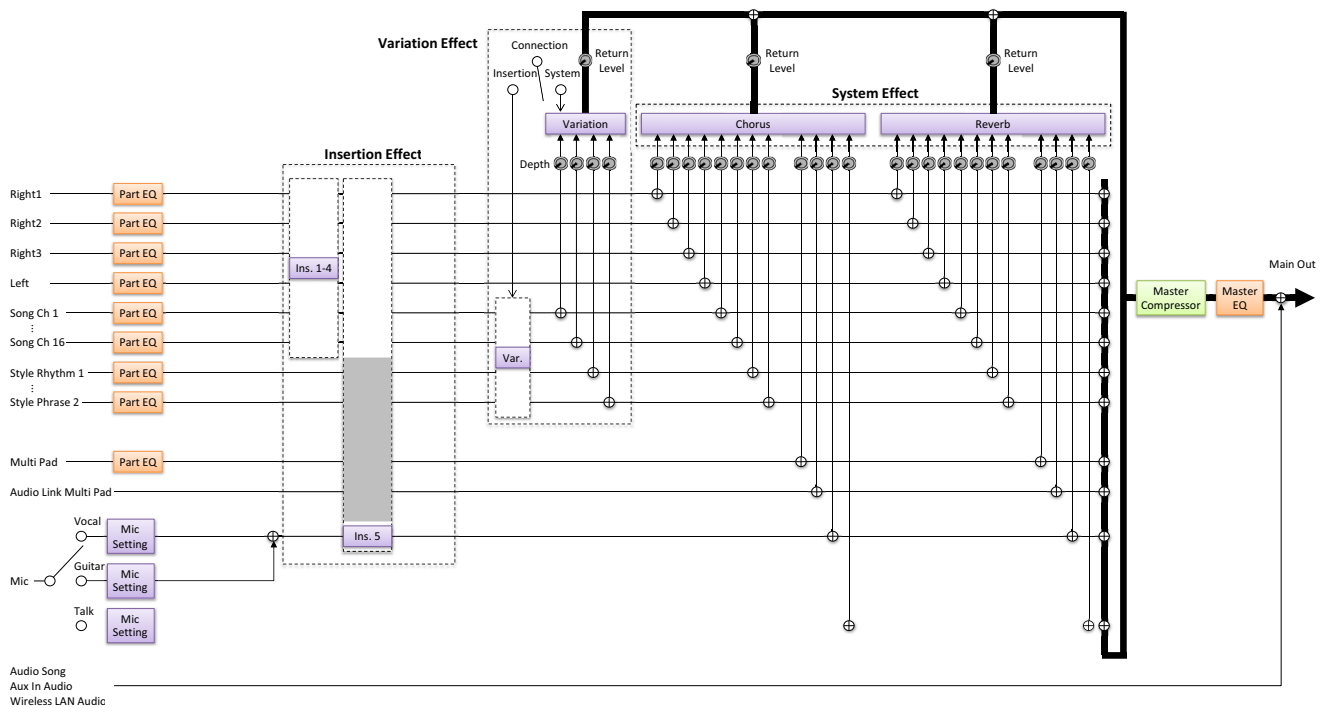 Variation Effect
Connection
Insertion System
Return
Level
Return
Level
Return
Level
System Effect
Variation
Chorus
Reverb
Depth
Insertion Effect
Right1
Part EQ
Right2
Part EQ
Right3
Part EQ
Ins. 1-4
Left
Part EQ
Main Out
Master
Compressor
Master
EQ
Song Ch 1
Part EQ
Song Ch 16
Part EQ
Var.
Style Rhythm 1
Part EQ
Style Phrase 2
Part EQ
Multi Pad
Part EQ
Audio Link Multi Pad
Vocal
Mic
Setting
Ins. 5
Mic
Guitar
Mic
Setting
Talk
Mic
Setting
Audio Song
Aux In Audio
Wireless LAN Audio